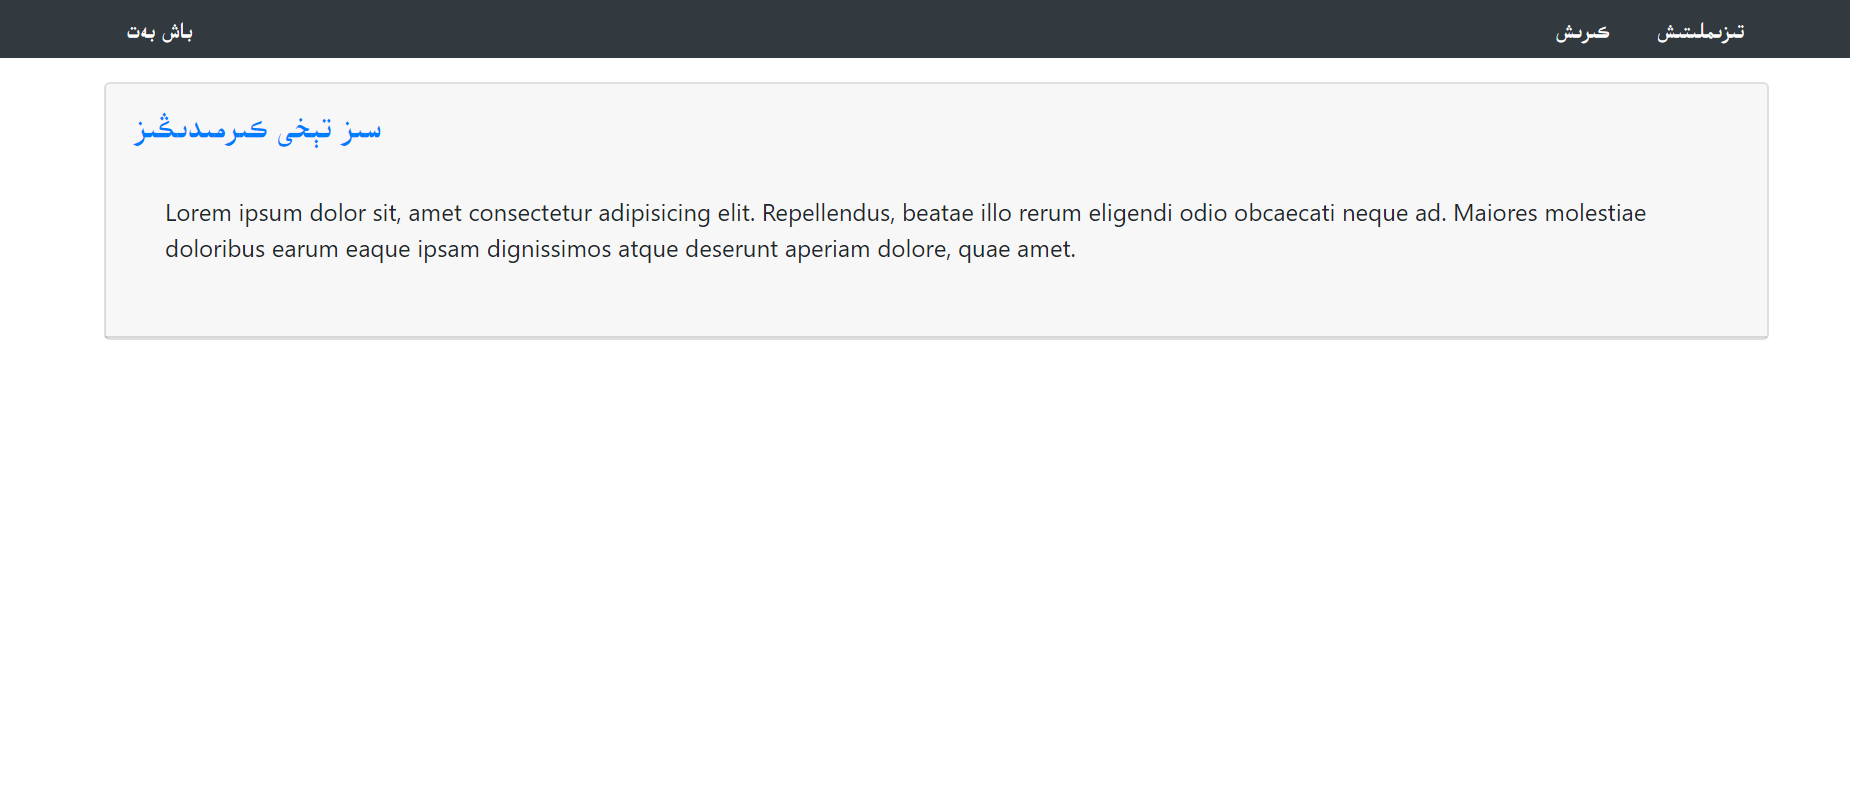 باش بەت
كىرىش
تىزىملىتىش
سىز تېخى كىرمىدىڭىز
Lorem ipsum dolor sit, amet consectetur adipisicing elit. Repellendus, beatae illo rerum eligendi odio obcaecati neque ad. Maiores molestiae
doloribus earum eaque ipsam dignissimos atque deserunt aperiam dolore, quae amet.